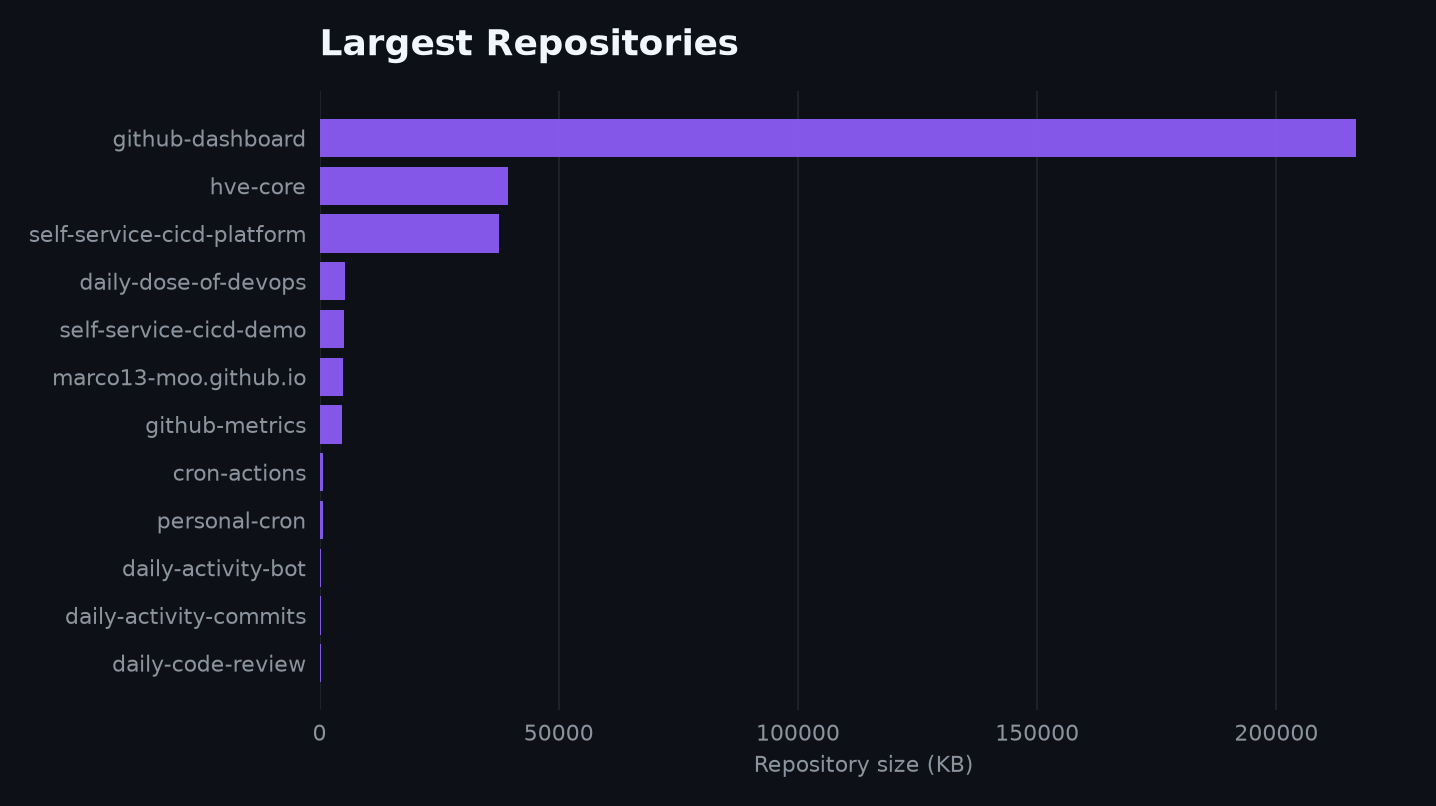 Largest Repositories
github-dashboard
hve-core
self-service-cicd-platform
daily-dose-of-devops
self-service-cicd-demo
marco13-moo.github.io
github-metrics
cron-actions
personal-cron
daily-activity-bot
daily-activity-commits
daily-code-review
0 50000 100000 150000 200000
Repository size (KB)